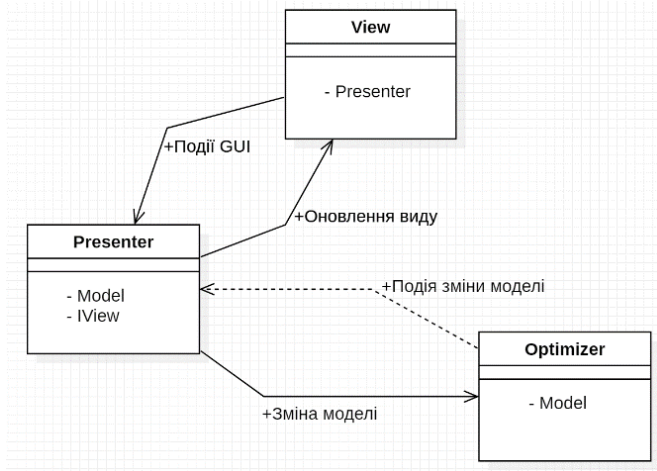 View
- Presenter
+Події GUI
+Оновлення виду
Presenter
- Model
- IView
+Подія зміни моделі
Optimizer
- Model
+Зміна моделі